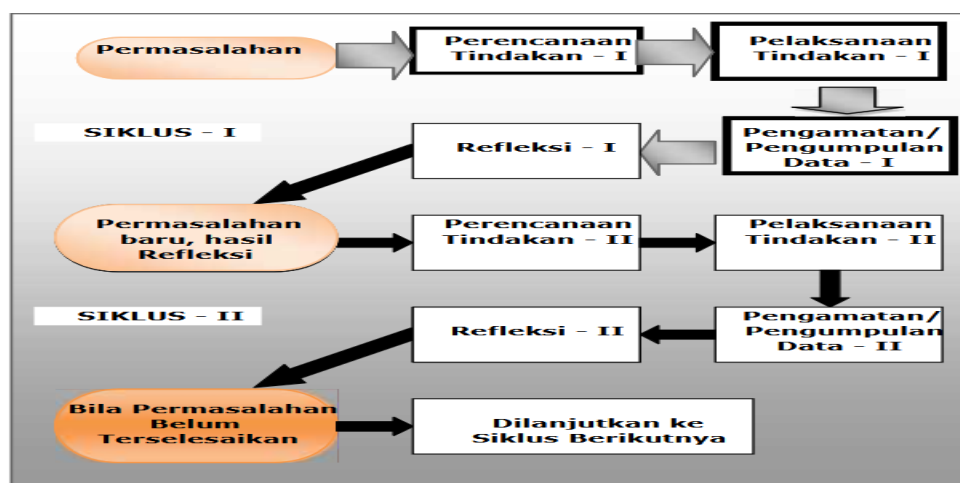 Permasalahan
Perencanaan
Tindakan - I
Pelaksanaan
Tindakan - I
SIKLUS - I
Refleksi - I
Pengamatan/
Pengumpulan
Data - I
Permasalahan
baru, hasil
Refleksi
Perencanaan
Tindakan - II
Pelaksanaan
Tindakan - II
SIKLUS - II
Refleksi - II
Pengamatan/
Pengumpulan
Data - II
Bila Permasalahan
Belum
Terselesaikan
Dilanjutkan ke
Siklus Berikutnya